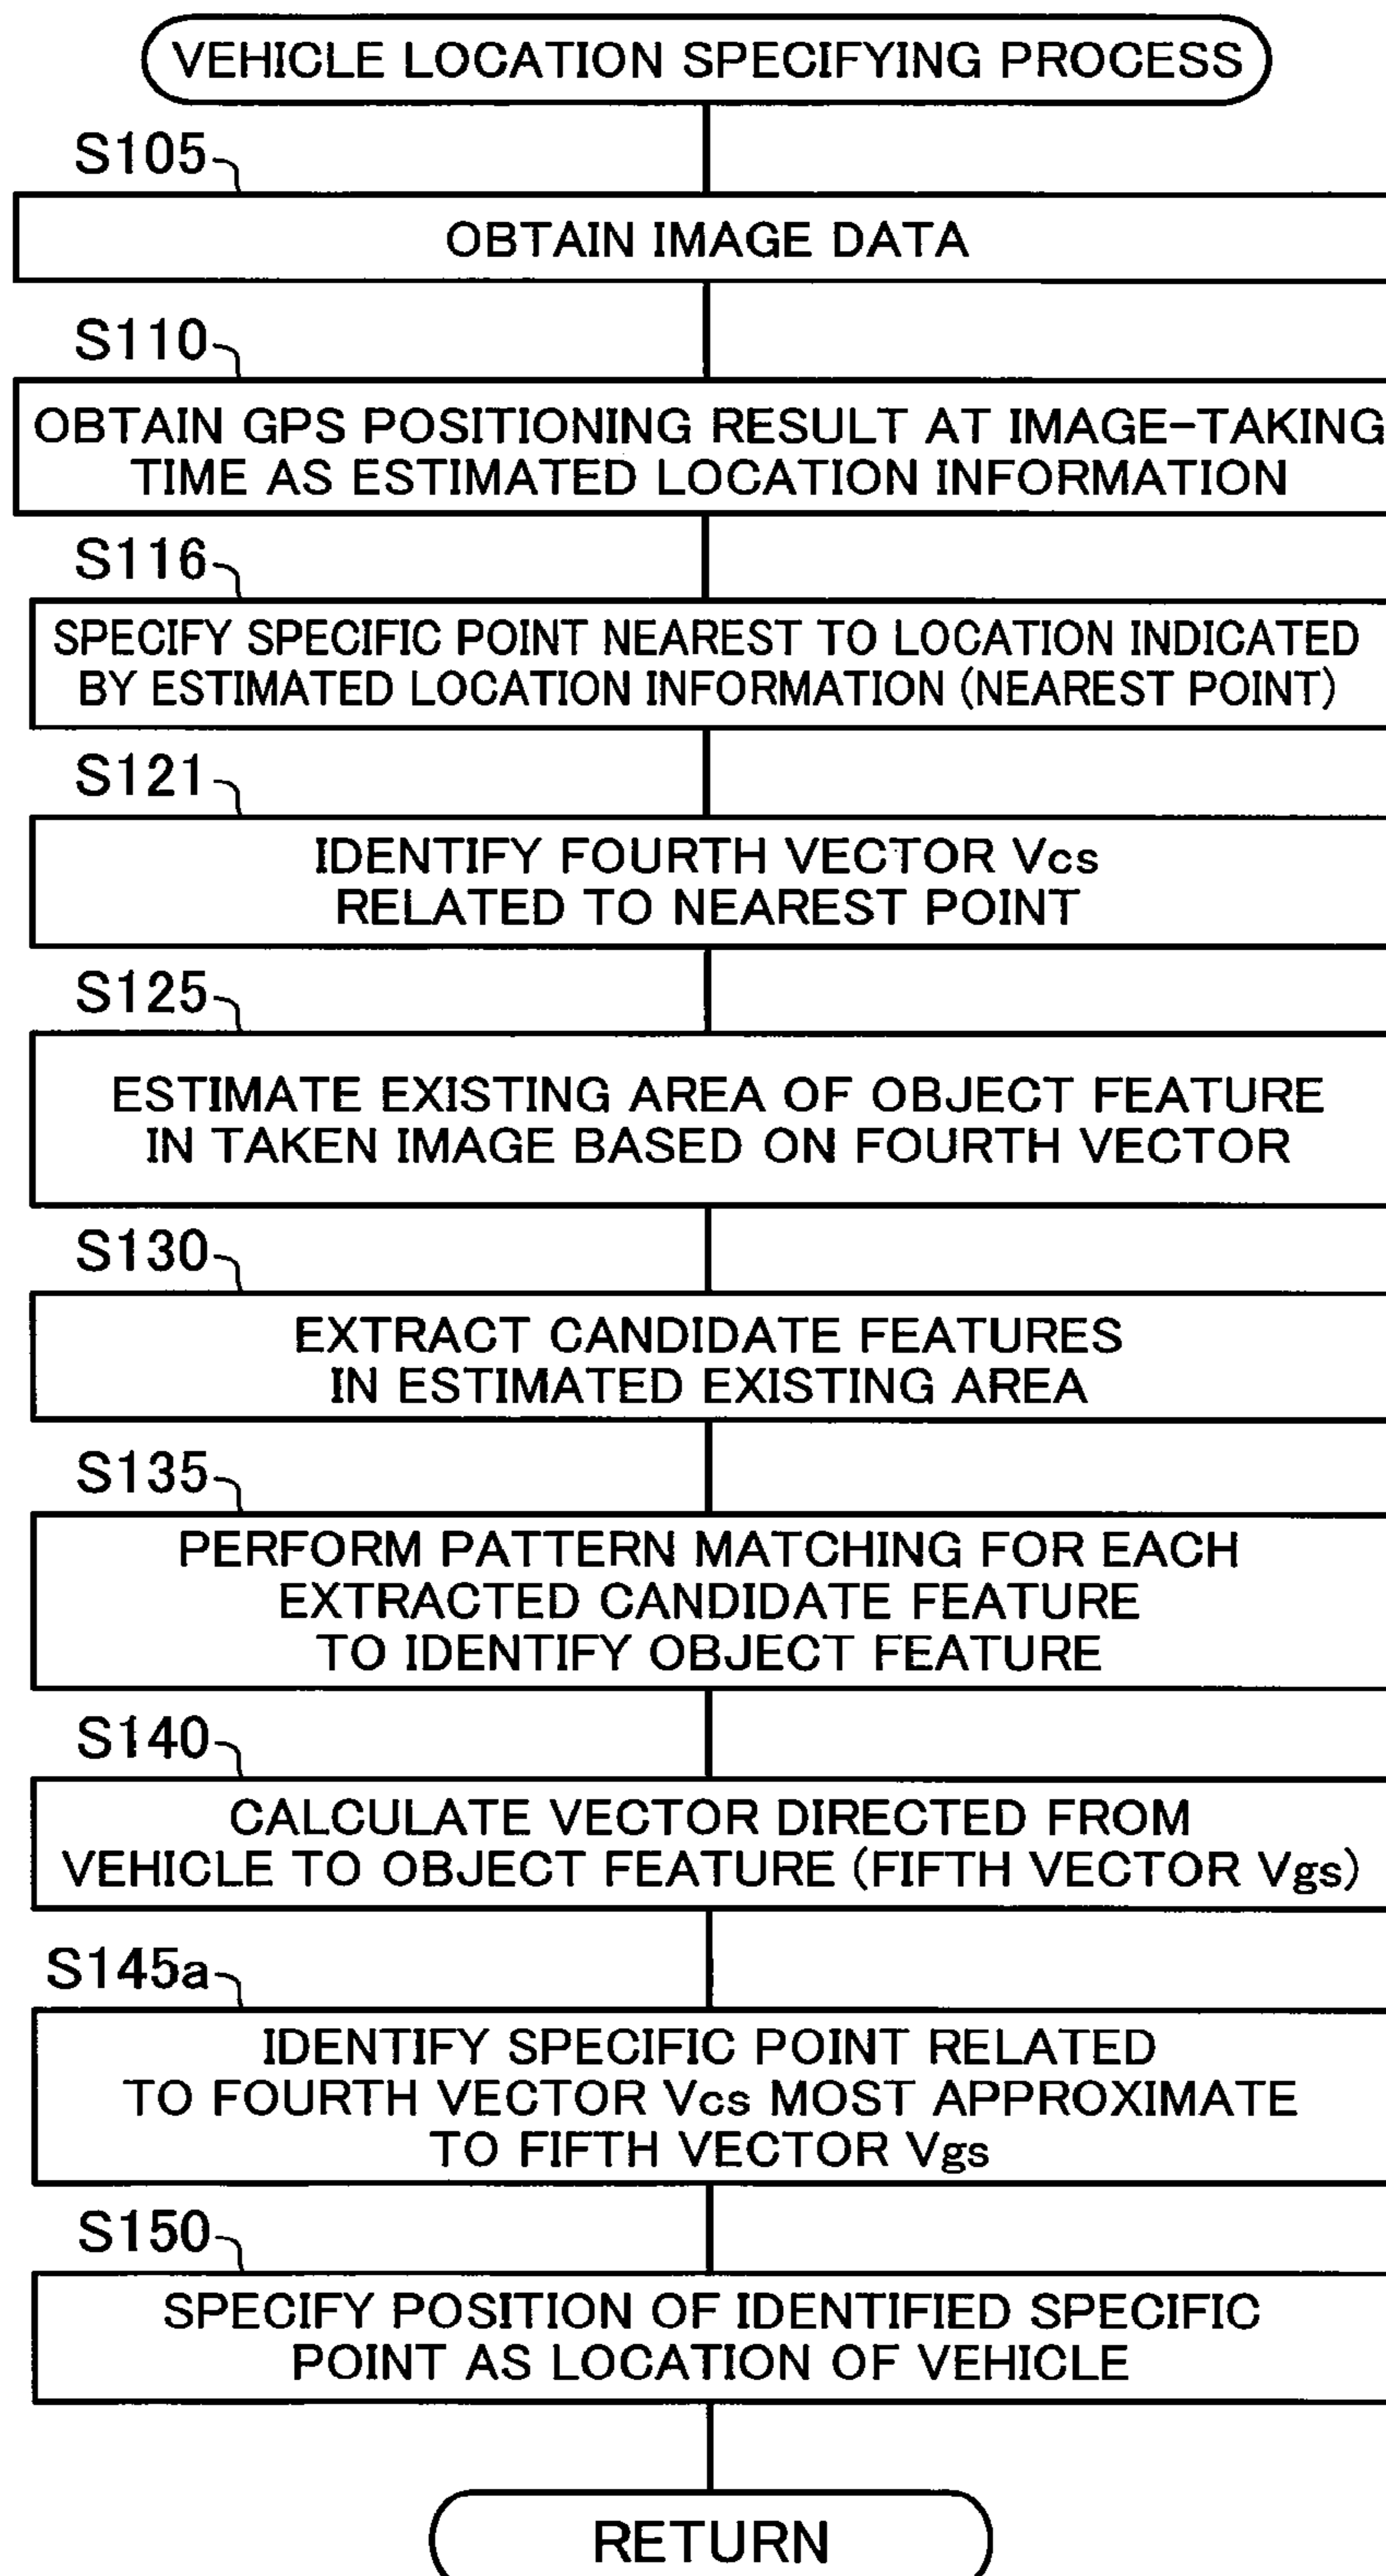 VEHICLE LOCATION SPECIFYING PROCESS
S105
OBTAIN IMAGE DATA
S110
OBTAIN GPS POSITIONING RESULT AT IMAGE-TAKING
TIME AS ESTIMATED LOCATION INFORMATION
S116
SPECIFY SPECIFIC POINT NEAREST TO LOCATION INDICATED
BY ESTIMATED LOCATION INFORMATION (NEAREST POINT)
S121
IDENTIFY FOURTH VECTOR Vcs
RELATED TO NEAREST POINT
S125
ESTIMATE EXISTING AREA OF OBJECT FEATURE
IN TAKEN IMAGE BASED ON FOURTH VECTOR
S130
EXTRACT CANDIDATE FEATURES
IN ESTIMATED EXISTING AREA
S135
PERFORM PATTERN MATCHING FOR EACH
EXTRACTED CANDIDATE FEATURE
TO IDENTIFY OBJECT FEATURE
S140
CALCULATE VECTOR DIRECTED FROM
VEHICLE TO OBJECT FEATURE (FIFTH VECTOR Vgs)
S145a
IDENTIFY SPECIFIC POINT RELATED
TO FOURTH VECTOR Vcs MOST APPROXIMATE
TO FIFTH VECTOR Vgs
S150
SPECIFY POSITION OF IDENTIFIED SPECIFIC
POINT AS LOCATION OF VEHICLE
RETURN